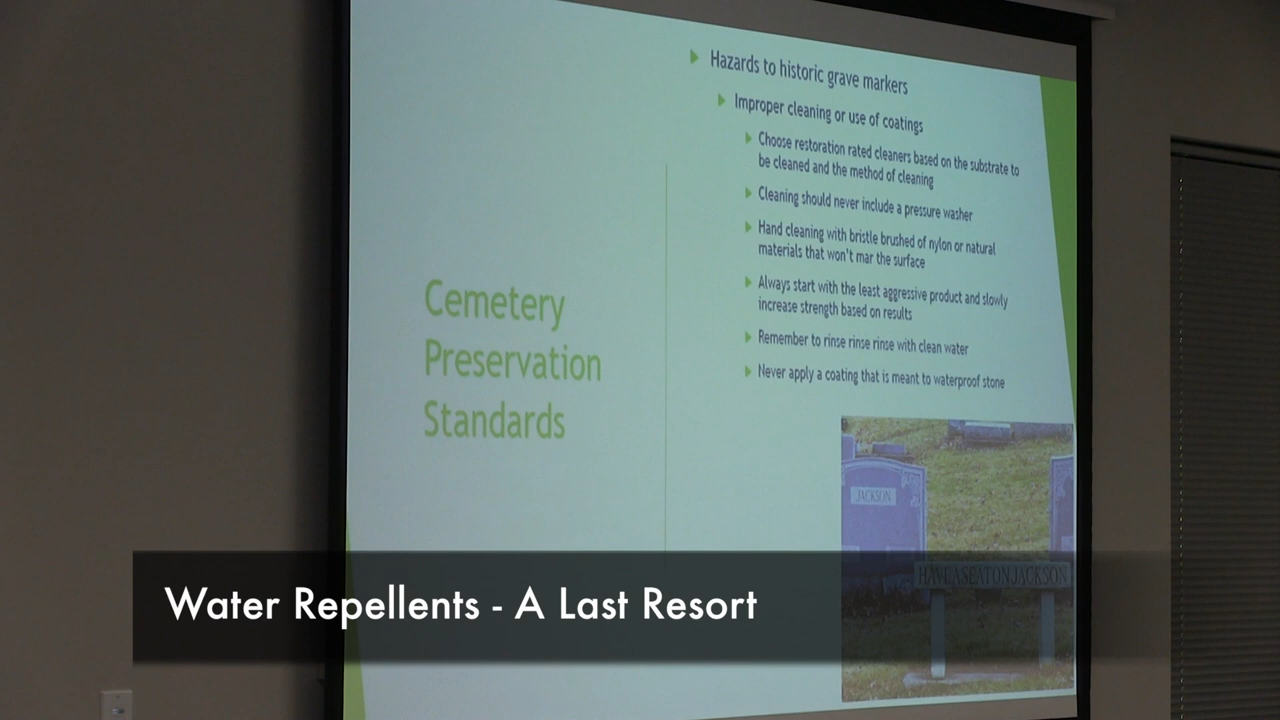 Hazards to historic grave markers
Improper cleaning or use of coatings
Choose restoration rated cleaners based on the substrate to
be cleaned and the method of cleaning
Cleaning should never include a pressure washer
Hand cleaning with bristle brushed of nylon or natural
materials that won't mar the surface
Always start with the least aggressive product and slowly
increase strength based on results
Remember to rinse rinse rinse with clean water
Never apply a coating that is meant to waterproof stone
Cemetery
Preservation
Standards
JACKSON
HAVEASEATONJACKSON
Water Repellents - A Last Resort